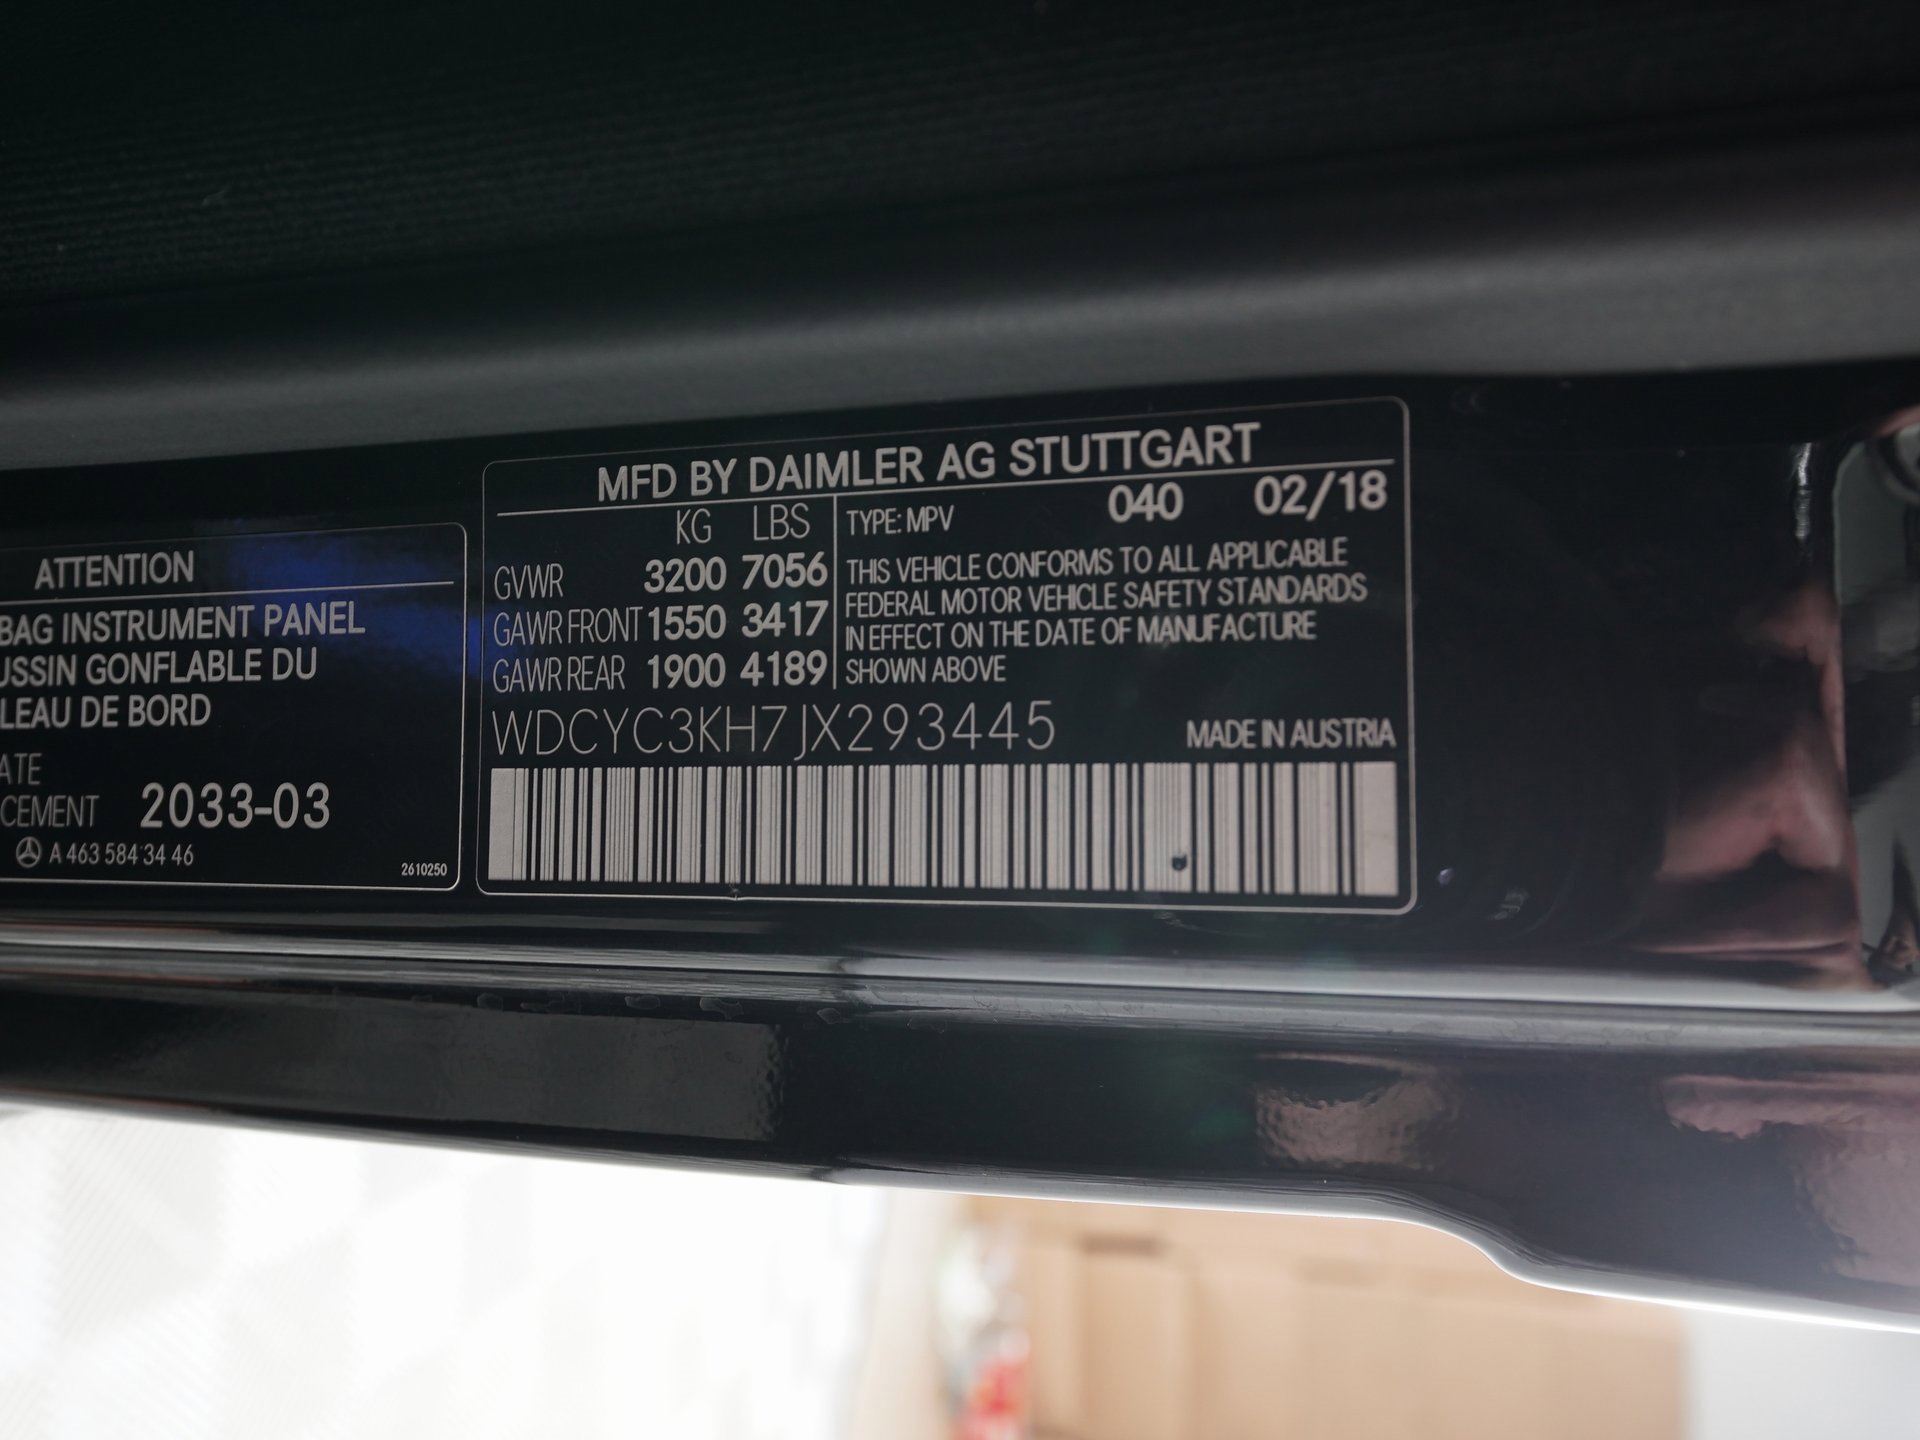 ATTENTION
BAG INSTRUMENT PANEL
USSIN GONFLABLE DU
LEAU DE BORD
ATE
CEMENT 2033-03
A 463 584 34 46
2610250
MFD BY DAIMLER AG STUTTGART
KG LBS
GVWR 3200 7056
GAWR FRONT 1550 3417
GAWR REAR 1900 4189
TYPE: MPV 040 02/18
THIS VEHICLE CONFORMS TO ALL APPLICABLE
FEDERAL MOTOR VEHICLE SAFETY STANDARDS
IN EFFECT ON THE DATE OF MANUFACTURE
SHOWN ABOVE
WDCYC3KH7JX293445
MADE IN AUSTRIA